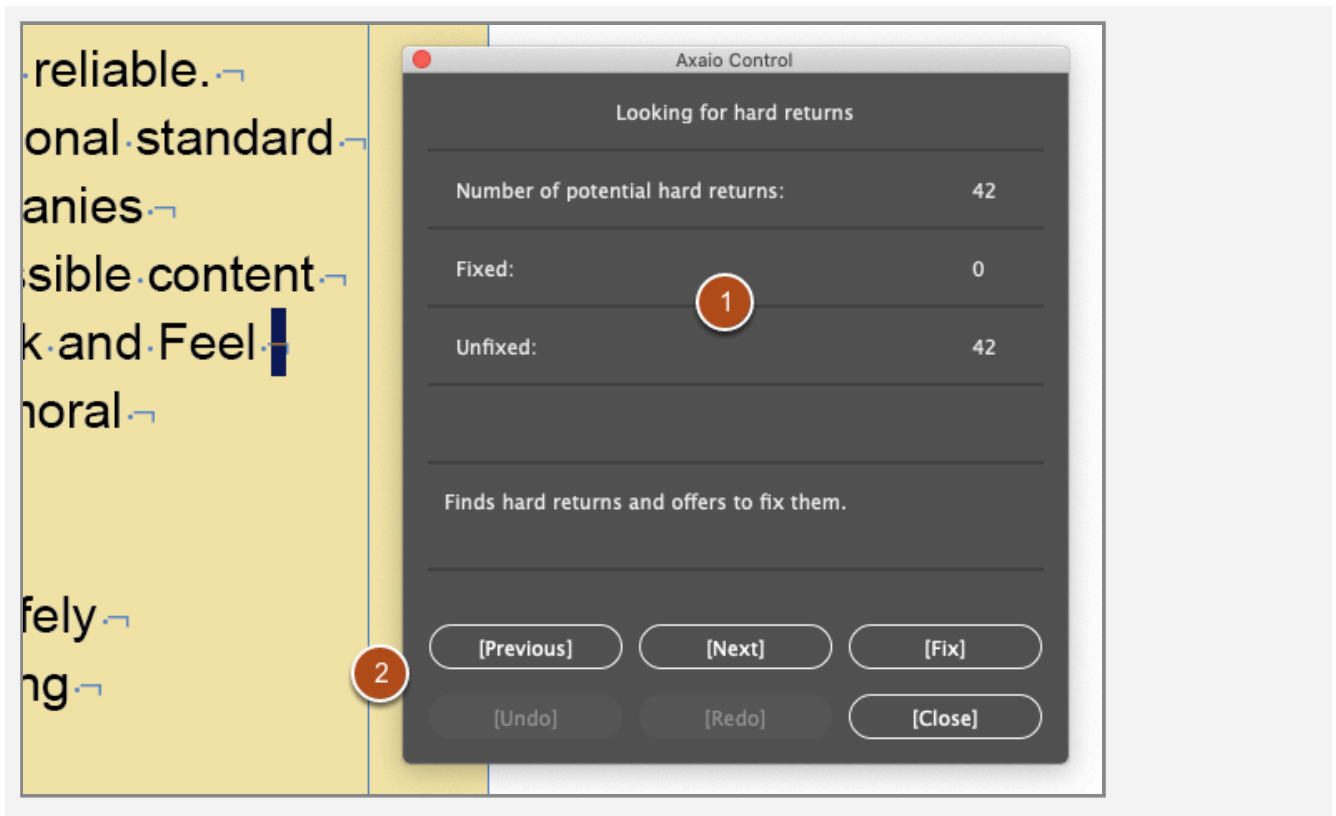 reliable.¬
onal standard¬
anies¬
ssible content¬
k and Feel
noral¬
fely¬
ng¬
Axaio Control
Looking for hard returns
Number of potential hard returns: 42
Fixed: 0
1
Unfixed: 42
Finds hard returns and offers to fix them.
2
[Previous] [Next] [Fix]
[Undo] [Redo] [Close]